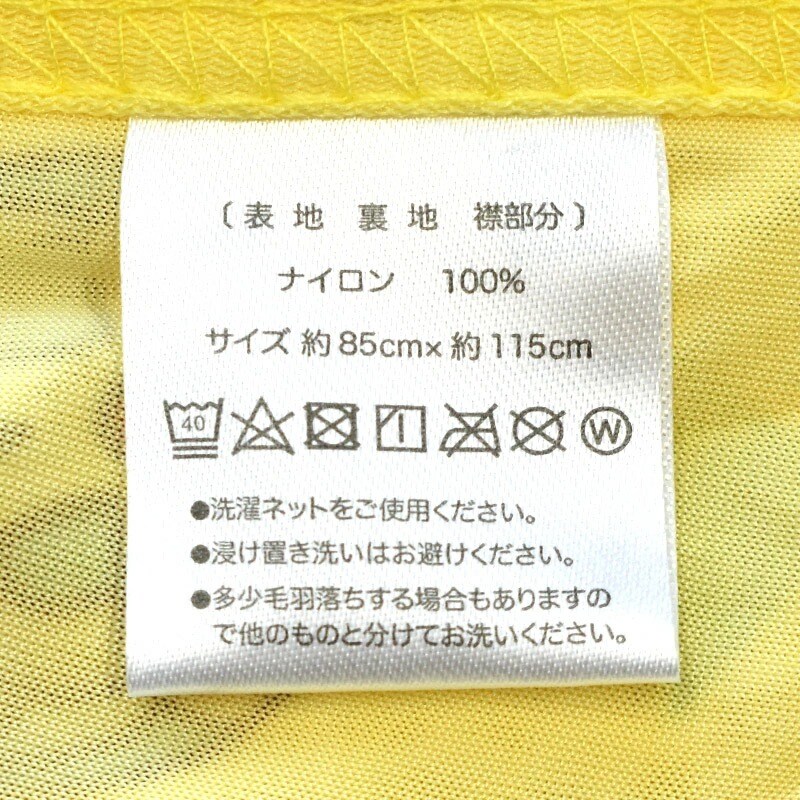 〔表地 裏地 襟部分〕
ナイロン 100%
サイズ 約85cm×約115cm
40 W
●洗濯ネットをご使用ください。
●浸け置き洗いはお避けください。
●多少毛羽落ちする場合もありますの
で他のものと分けてお洗いください。